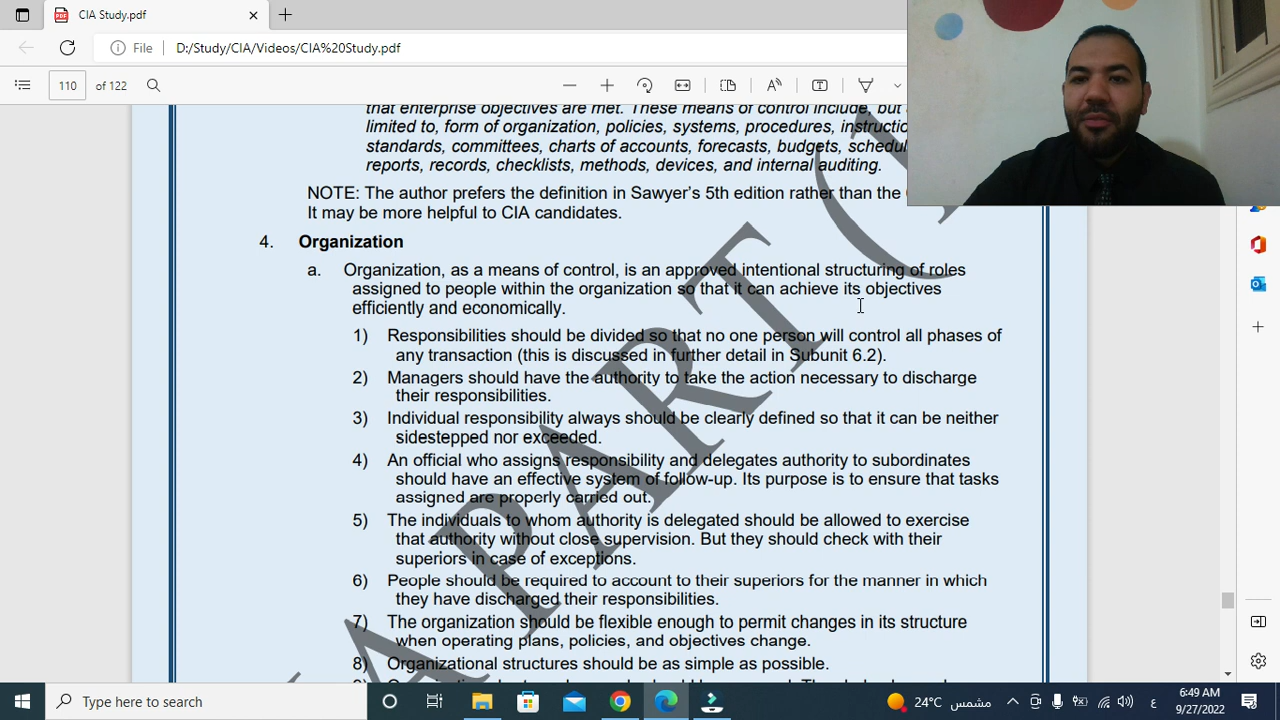 CIA Study.pdf
File
D:/Study/CIA/Videos/CIA%20Study.pdf
110 of 122
that enterprise objectives are met. These means of control include, but
limited to, form of organization, policies, systems, procedures,
standards, committees, charts of accounts, forecasts, budgets,
reports, records, checklists, methods, devices, and internal auditing.
NOTE: The author prefers the definition in Sawyer's 5th edition rather than the
It may be more helpful to CIA candidates.
4. Organization
a. Organization, as a means of control, is an approved intentional structuring of roles
assigned to people within the organization so that it can achieve its objectives
efficiently and economically.
1) Responsibilities should be divided so that no one person will control all phases of
any transaction (this is discussed in further detail in Subunit 6.2).
2) Managers should have the authority to take the action necessary to discharge
their responsibilities.
3) Individual responsibility always should be clearly defined so that it can be neither
sidestepped nor exceeded.
4) An official who assigns responsibility and delegates authority to subordinates
should have an effective system of follow-up. Its purpose is to ensure that tasks
assigned are properly carried out.
5) The individuals to whom authority is delegated should be allowed to exercise
that authority without close supervision. But they should check with their
superiors in case of exceptions.
6) People should be required to account to their superiors for the manner in which
they have discharged their responsibilities.
7) The organization should be flexible enough to permit changes in its structure
when operating plans, policies, and objectives change.
8) Organizational structures should be as simple as possible.
Type here to search
24°C مشمس
ع
6:49 AM
9/27/2022